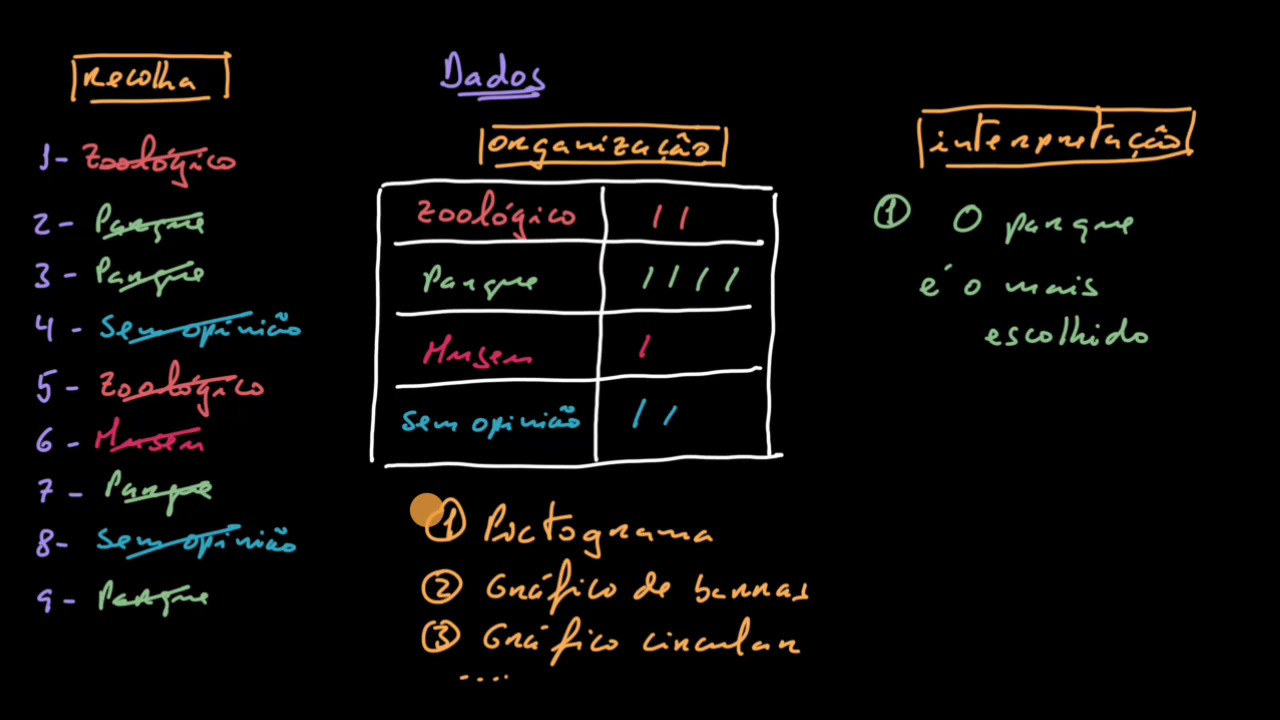 Dados
Recolha
1- Zoológico
2- Parque
3- Parque
4- Sem opinião
5- Zoológico
6- Museu
7- Parque
8- Sem opinião
9- Parque
organização
Zoológico
Parque
Museu
Sem opinião
1 Pictograma
2 Gráfico de barras
3 Gráfico circular
....
interpretação
1 O parque
é o mais
escolhido